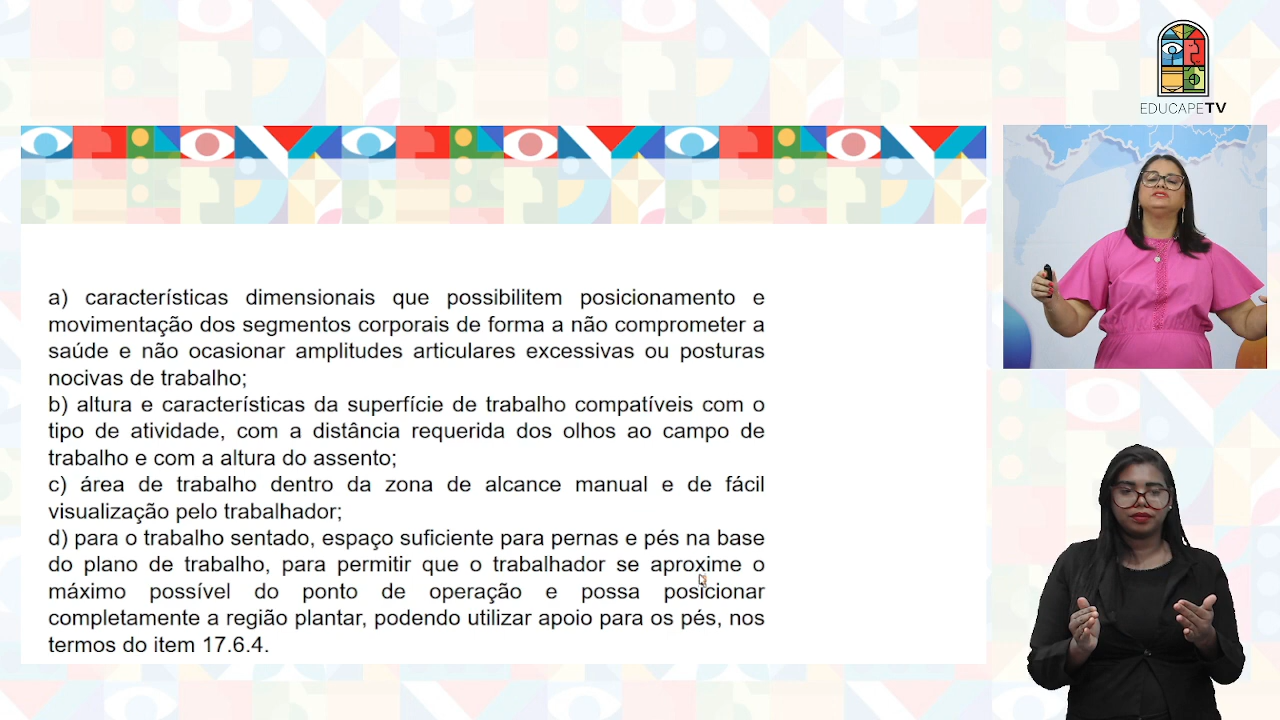 EDUCAPETV
a) características dimensionais que possibilitem posicionamento e
movimentação dos segmentos corporais de forma a não comprometer a
saúde e não ocasionar amplitudes articulares excessivas ou posturas
nocivas de trabalho;
b) altura e características da superfície de trabalho compatíveis com o
tipo de atividade, com a distância requerida dos olhos ao campo de
trabalho e com a altura do assento;
c) área de trabalho dentro da zona de alcance manual e de fácil
visualização pelo trabalhador;
d) para o trabalho sentado, espaço suficiente para pernas e pés na base
do plano de trabalho, para permitir que o trabalhador se aproxime o
máximo possível do ponto de operação e possa posicionar
completamente a região plantar, podendo utilizar apoio para os pés, nos
termos do item 17.6.4.